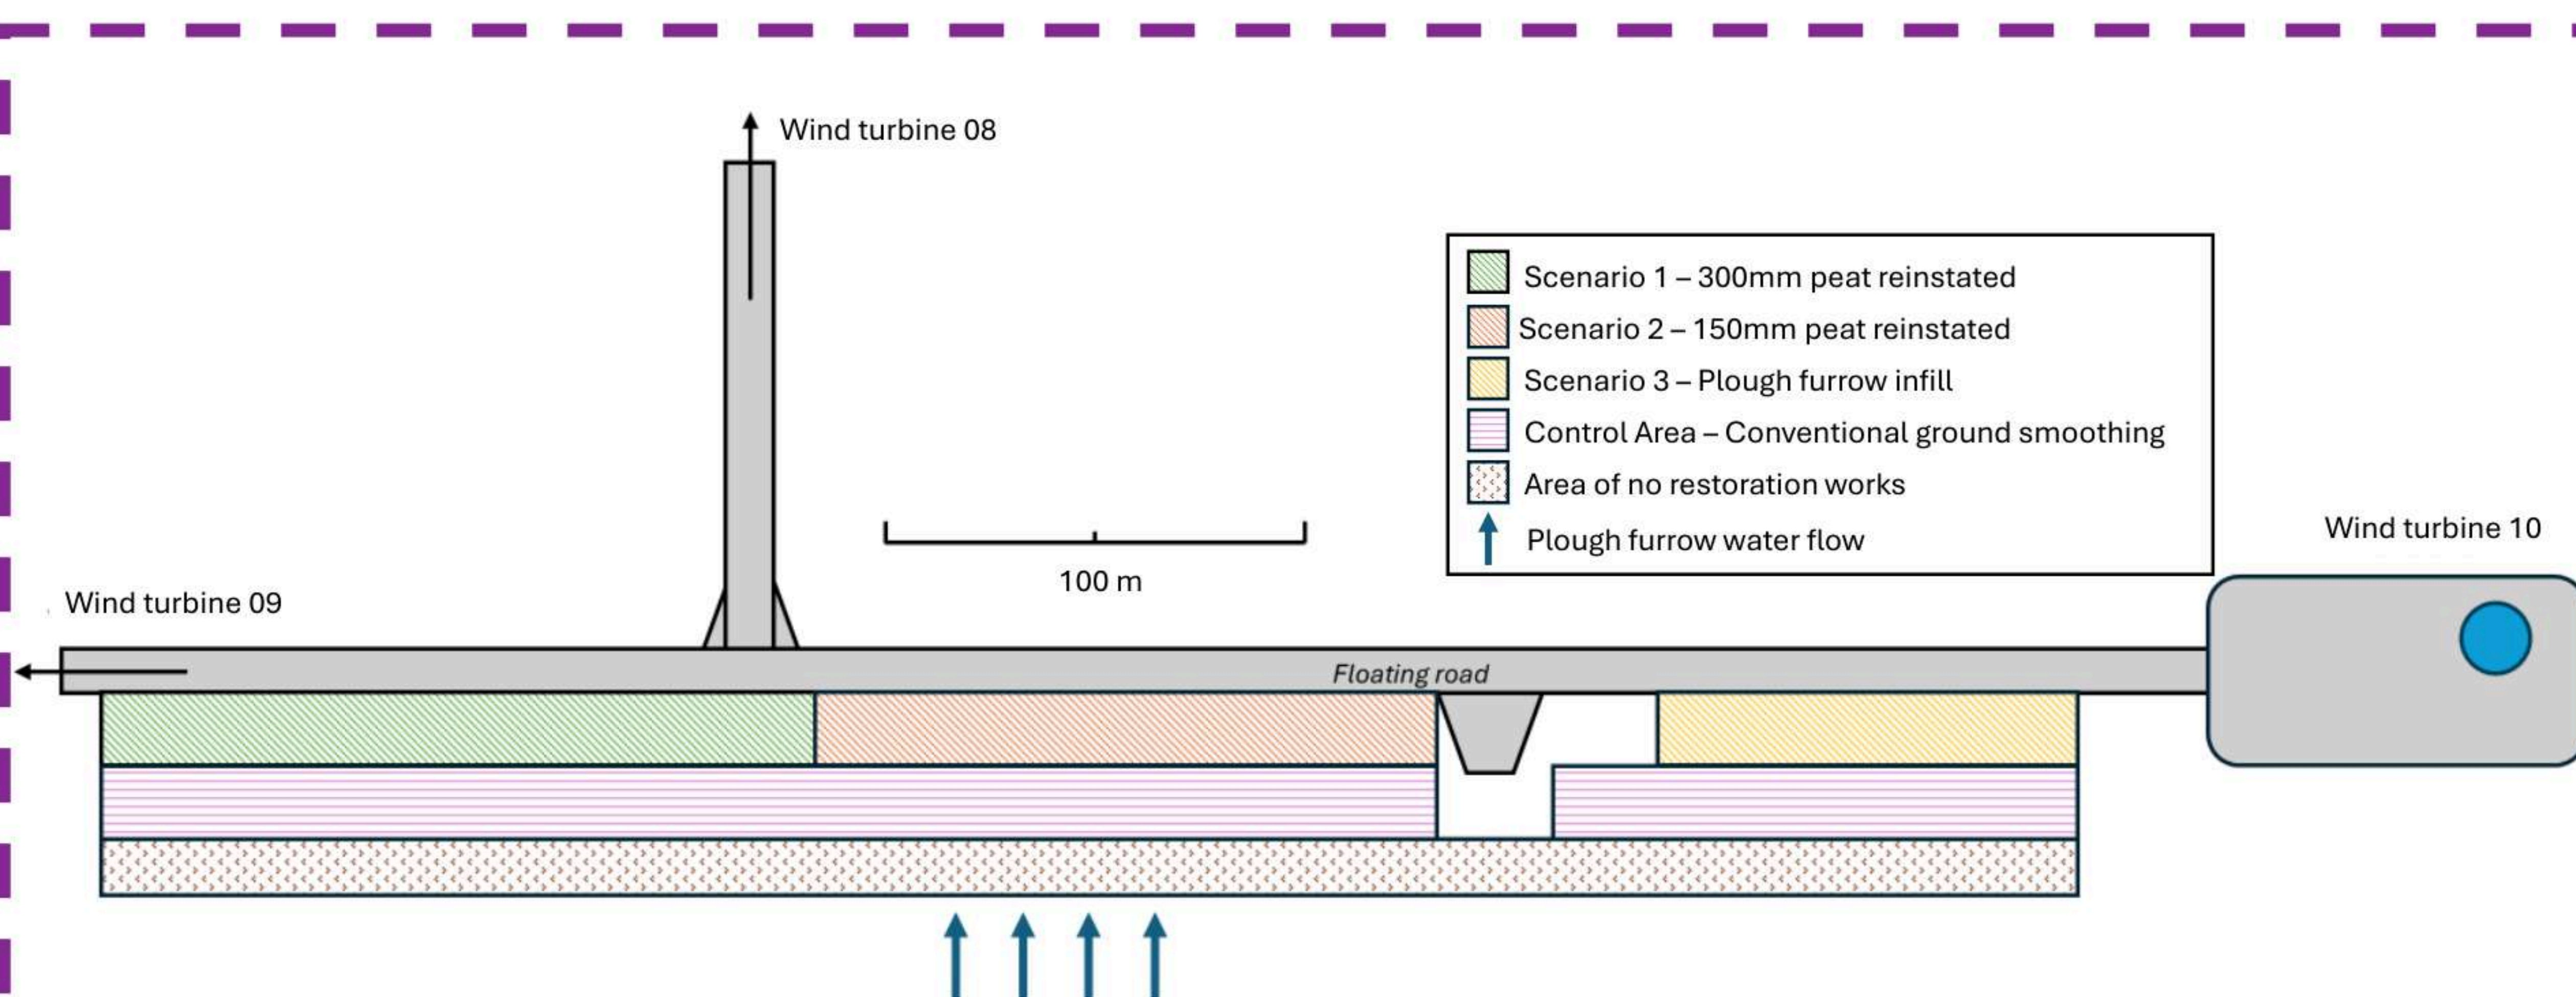 Wind turbine 08
Scenario 1 – 300mm peat reinstated
Scenario 2 – 150mm peat reinstated
Scenario 3 – Plough furrow infill
Control Area – Conventional ground smoothing
Area of no restoration works
Plough furrow water flow
Wind turbine 10
100 m
Wind turbine 09
Floating road